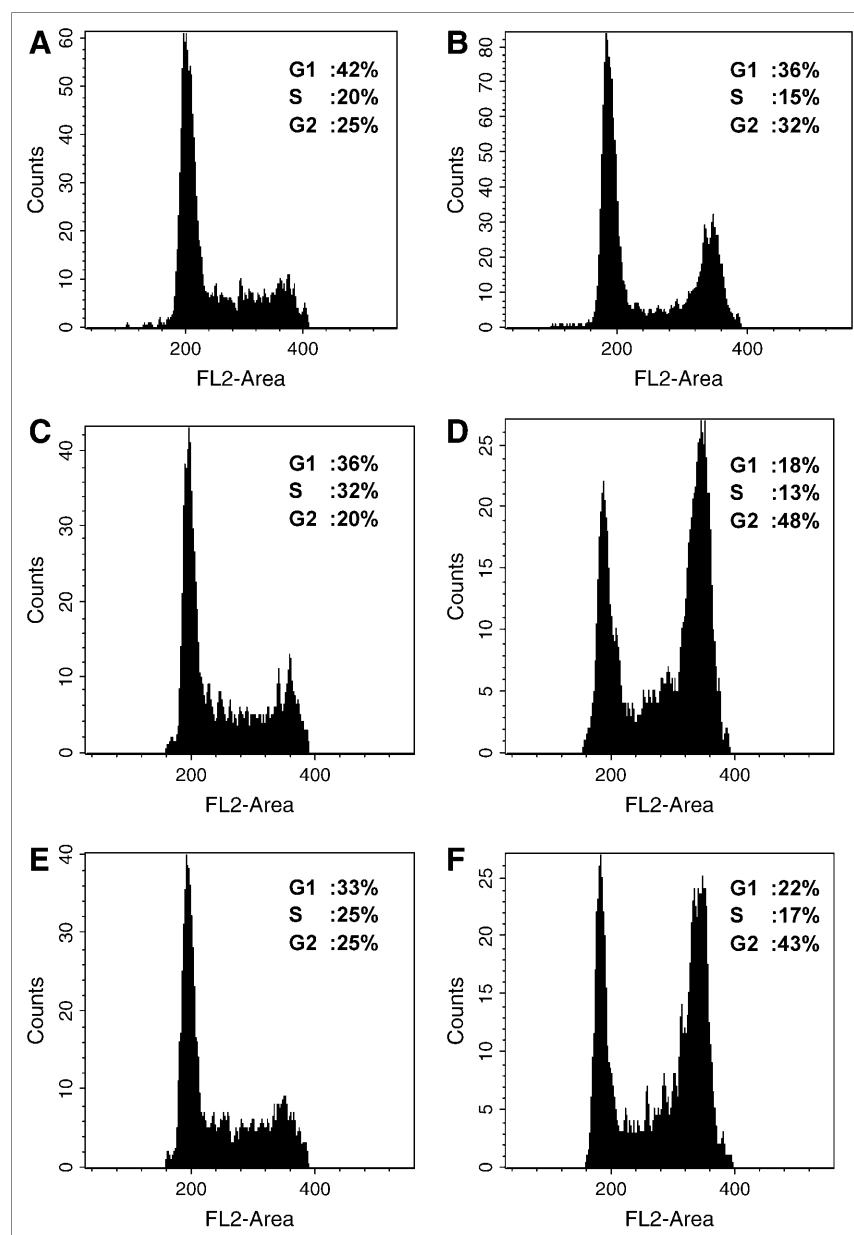 A
G1 :42%
S :20%
G2 :25%
Counts
0
10
20
30
40
50
60
200
400
FL2-Area
B
G1 :36%
S :15%
G2 :32%
Counts
0
10
20
30
40
50
60
70
80
200
400
FL2-Area
C
G1 :36%
S :32%
G2 :20%
Counts
0
10
20
30
40
200
400
FL2-Area
D
G1 :18%
S :13%
G2 :48%
Counts
0
5
10
15
20
25
200
400
FL2-Area
E
G1 :33%
S :25%
G2 :25%
Counts
0
10
20
30
40
200
400
FL2-Area
F
G1 :22%
S :17%
G2 :43%
Counts
0
5
10
15
20
25
200
400
FL2-Area